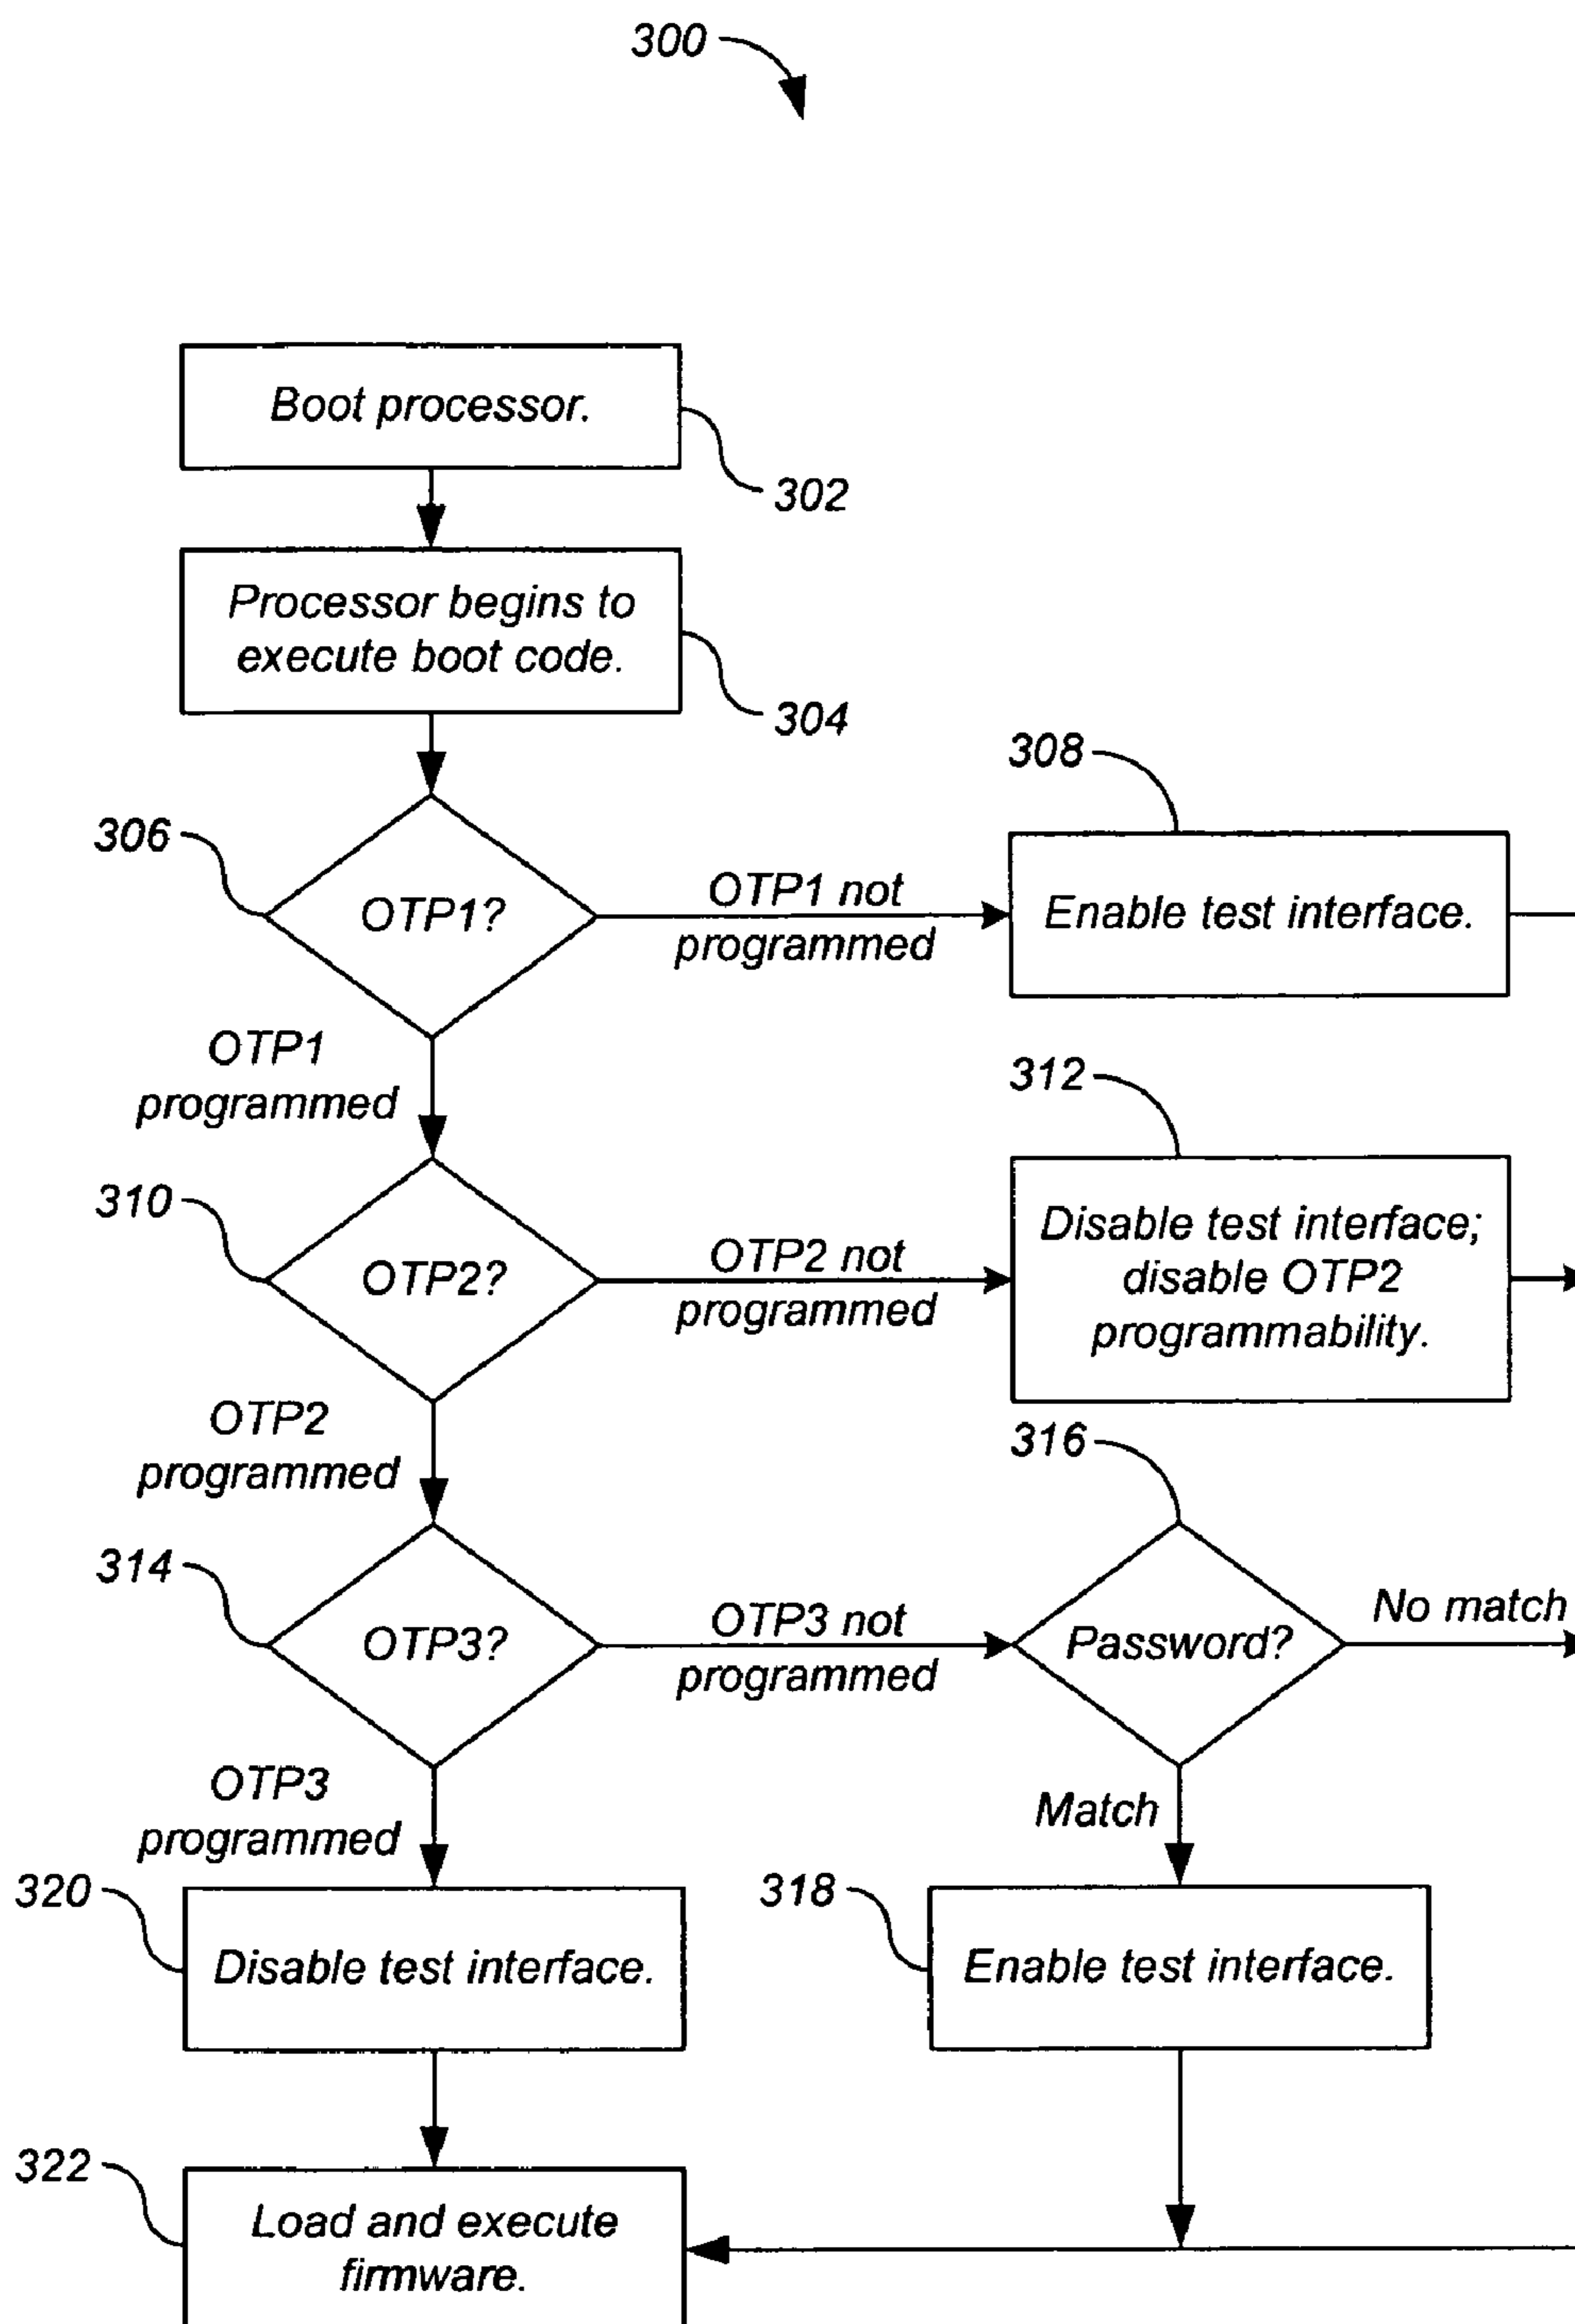 300
Boot processor.
302
Processor begins to
execute boot code.
304
308
306
OTP1?
OTP1 not
programmed
Enable test interface.
OTP1
programmed
312
310
OTP2?
OTP2 not
programmed
Disable test interface;
disable OTP2
programmability.
OTP2
programmed
316
314
OTP3?
OTP3 not
programmed
Password?
No match
OTP3
programmed
Match
320
Disable test interface.
318
Enable test interface.
322
Load and execute
firmware.